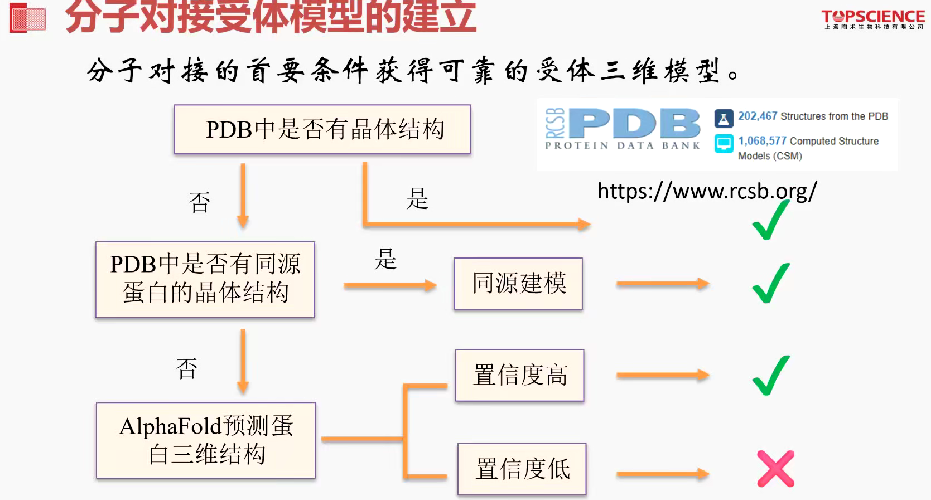 分子对接受体模型的建立
TOPSCIENCE
上海陶术生物科技有限公司
分子对接的首要条件获得可靠的受体三维模型。
PDB中是否有晶体结构
RCSB
PDB
PROTEIN DATA BANK
202,467 Structures from the PDB
1,068,577 Computed Structure
Models (CSM)
https://www.rcsb.org/
否
是
PDB中是否有同源
蛋白的晶体结构
是
同源建模
否
置信度高
AlphaFold预测蛋
白三维结构
置信度低